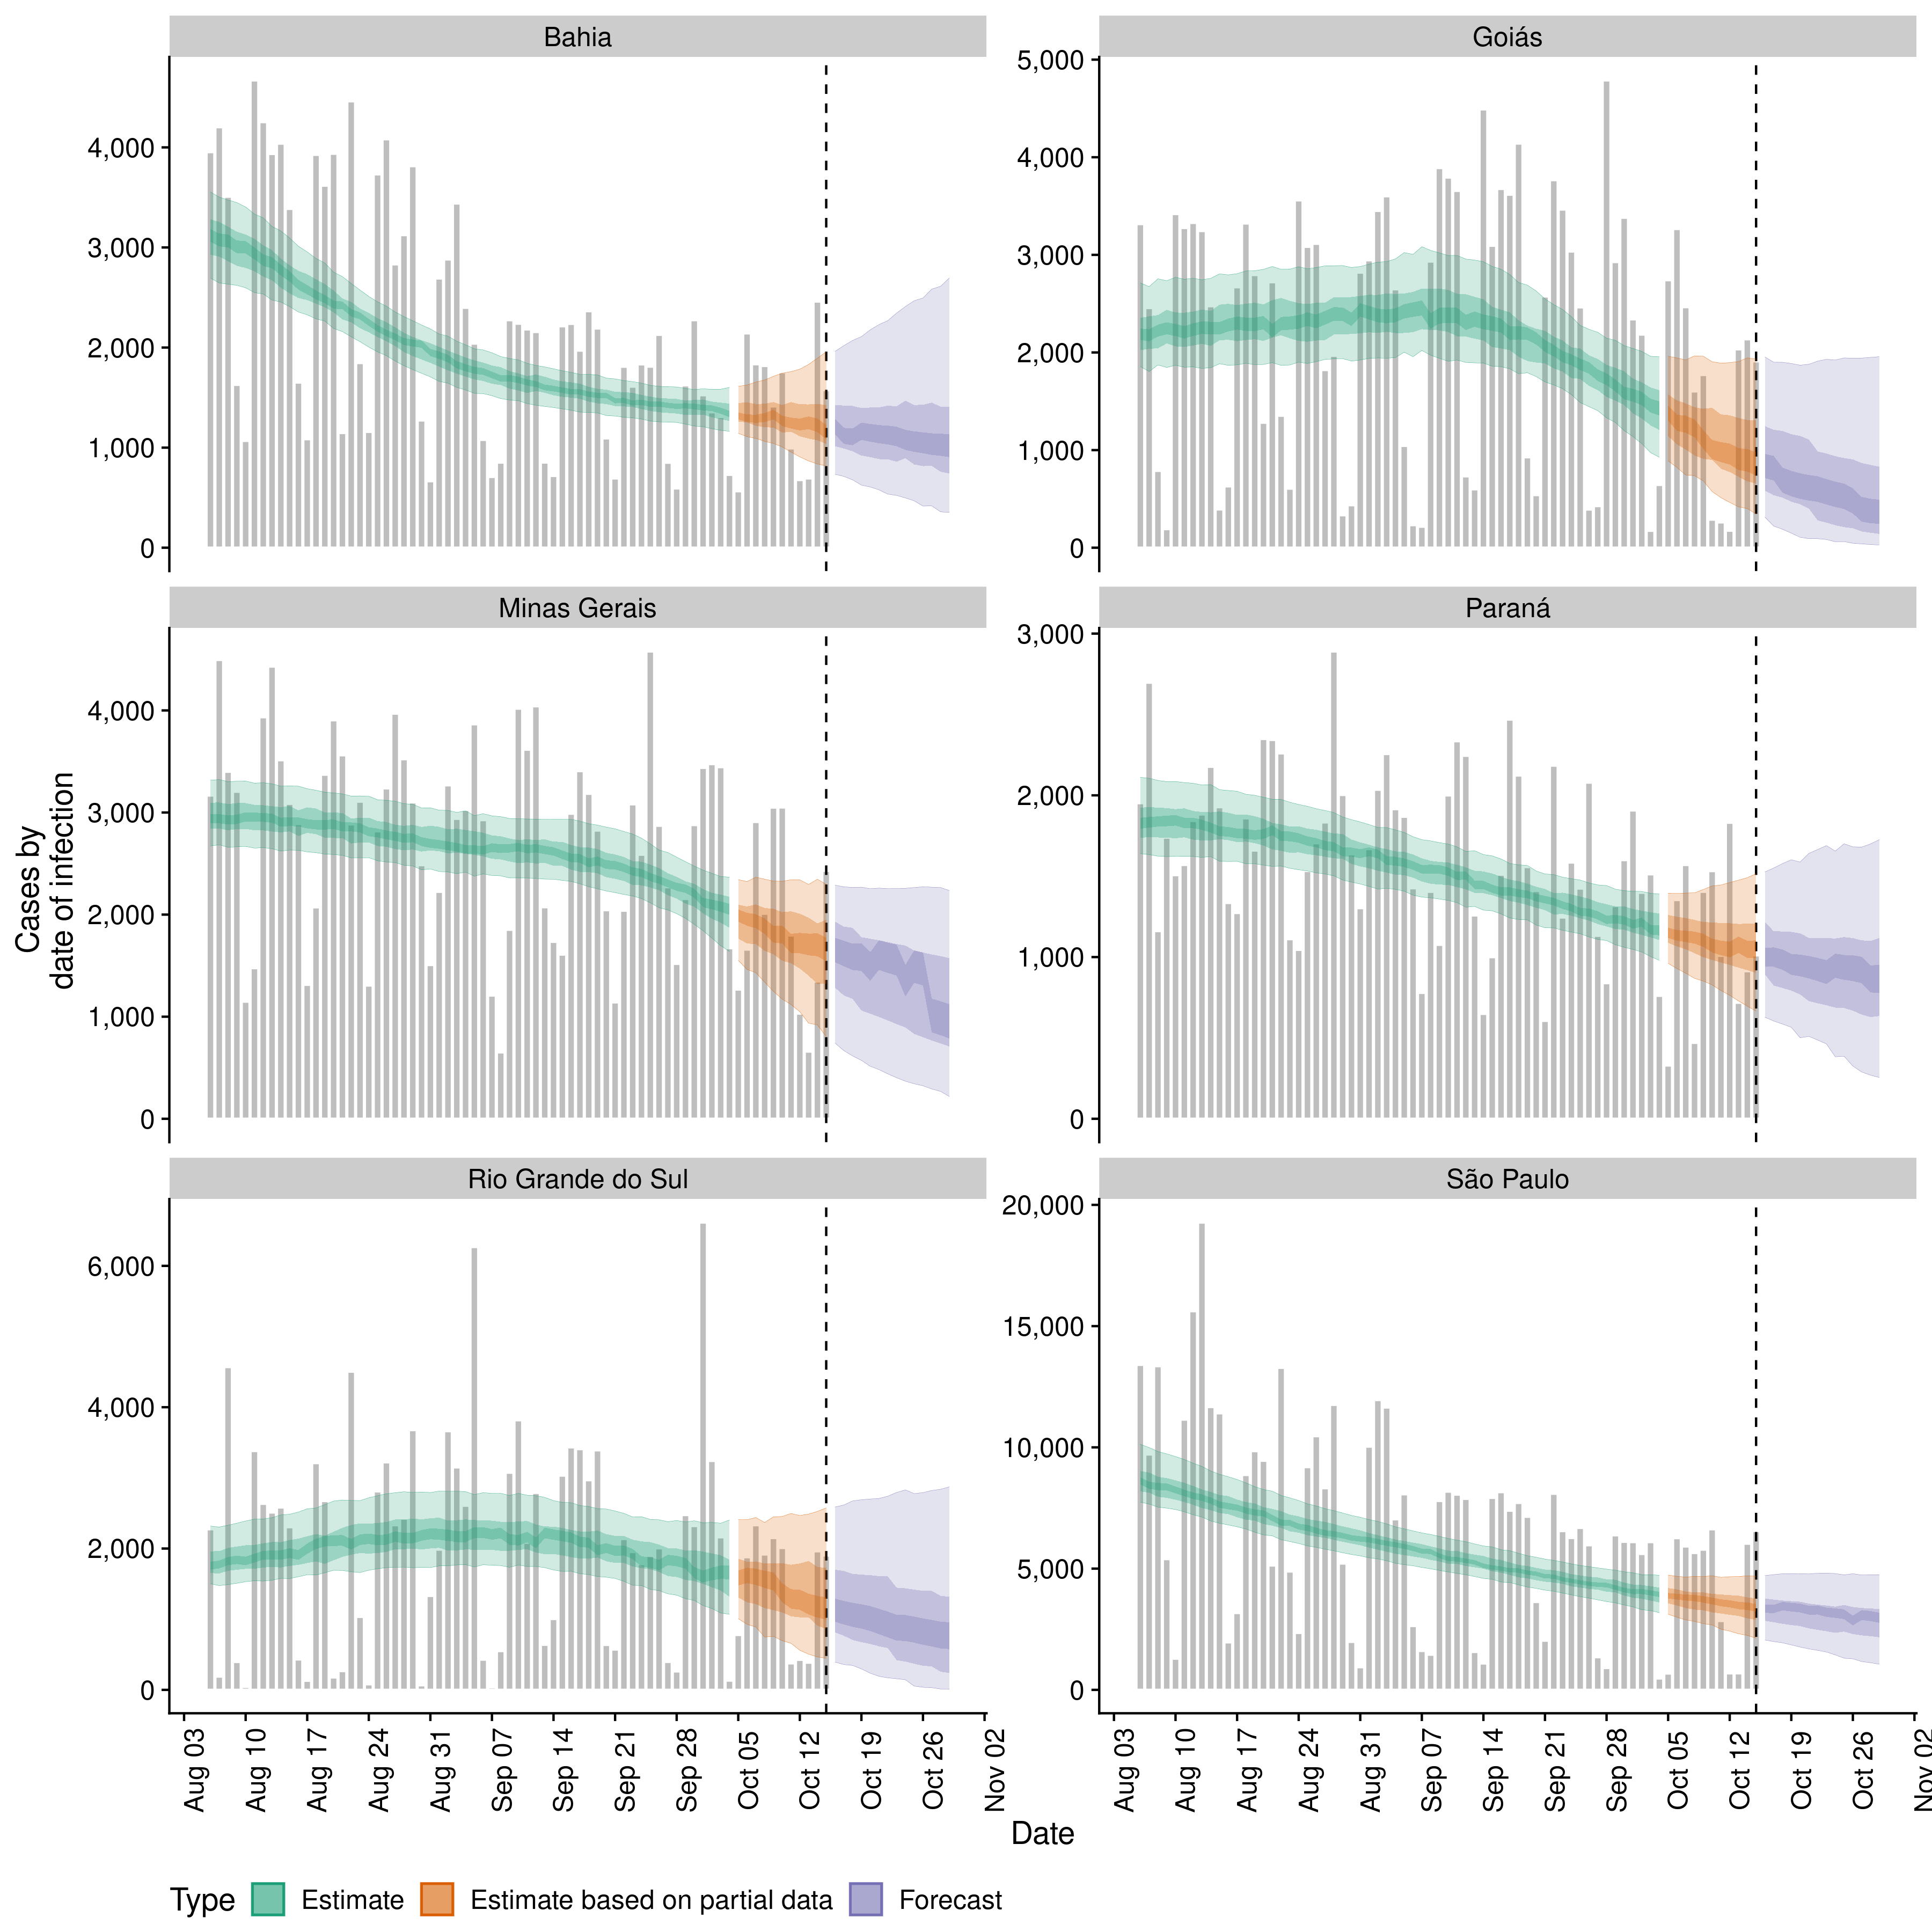 Bahia
Goiás
4,000
3,000
2,000
1,000
0
5,000
4,000
3,000
2,000
1,000
0
Minas Gerais
Paraná
4,000
3,000
2,000
1,000
0
3,000
2,000
1,000
0
Cases by
date of infection
Rio Grande do Sul
São Paulo
6,000
4,000
2,000
0
20,000
15,000
10,000
5,000
0
Aug 03
Aug 10
Aug 17
Aug 24
Aug 31
Sep 07
Sep 14
Sep 21
Sep 28
Oct 05
Oct 12
Oct 19
Oct 26
Nov 02
Aug 03
Aug 10
Aug 17
Aug 24
Aug 31
Sep 07
Sep 14
Sep 21
Sep 28
Oct 05
Oct 12
Oct 19
Oct 26
Nov 02
Date
Type Estimate Estimate based on partial data Forecast